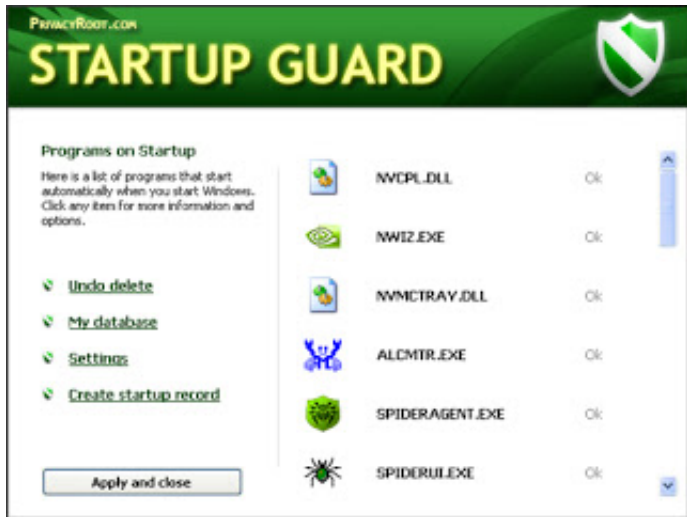 PrivacyRoot.com
STARTUP GUARD
Programs on Startup
Here is a list of programs that start
automatically when you start Windows.
Click any item for more information and
options.
Undo delete
My database
Settings
Create startup record
Apply and close
NVCPL.DLL Ok
NWIZ.EXE Ok
NVMCTRAY.DLL Ok
ALCMTR.EXE Ok
SPIDERAGENT.EXE Ok
SPIDERUI.EXE Ok